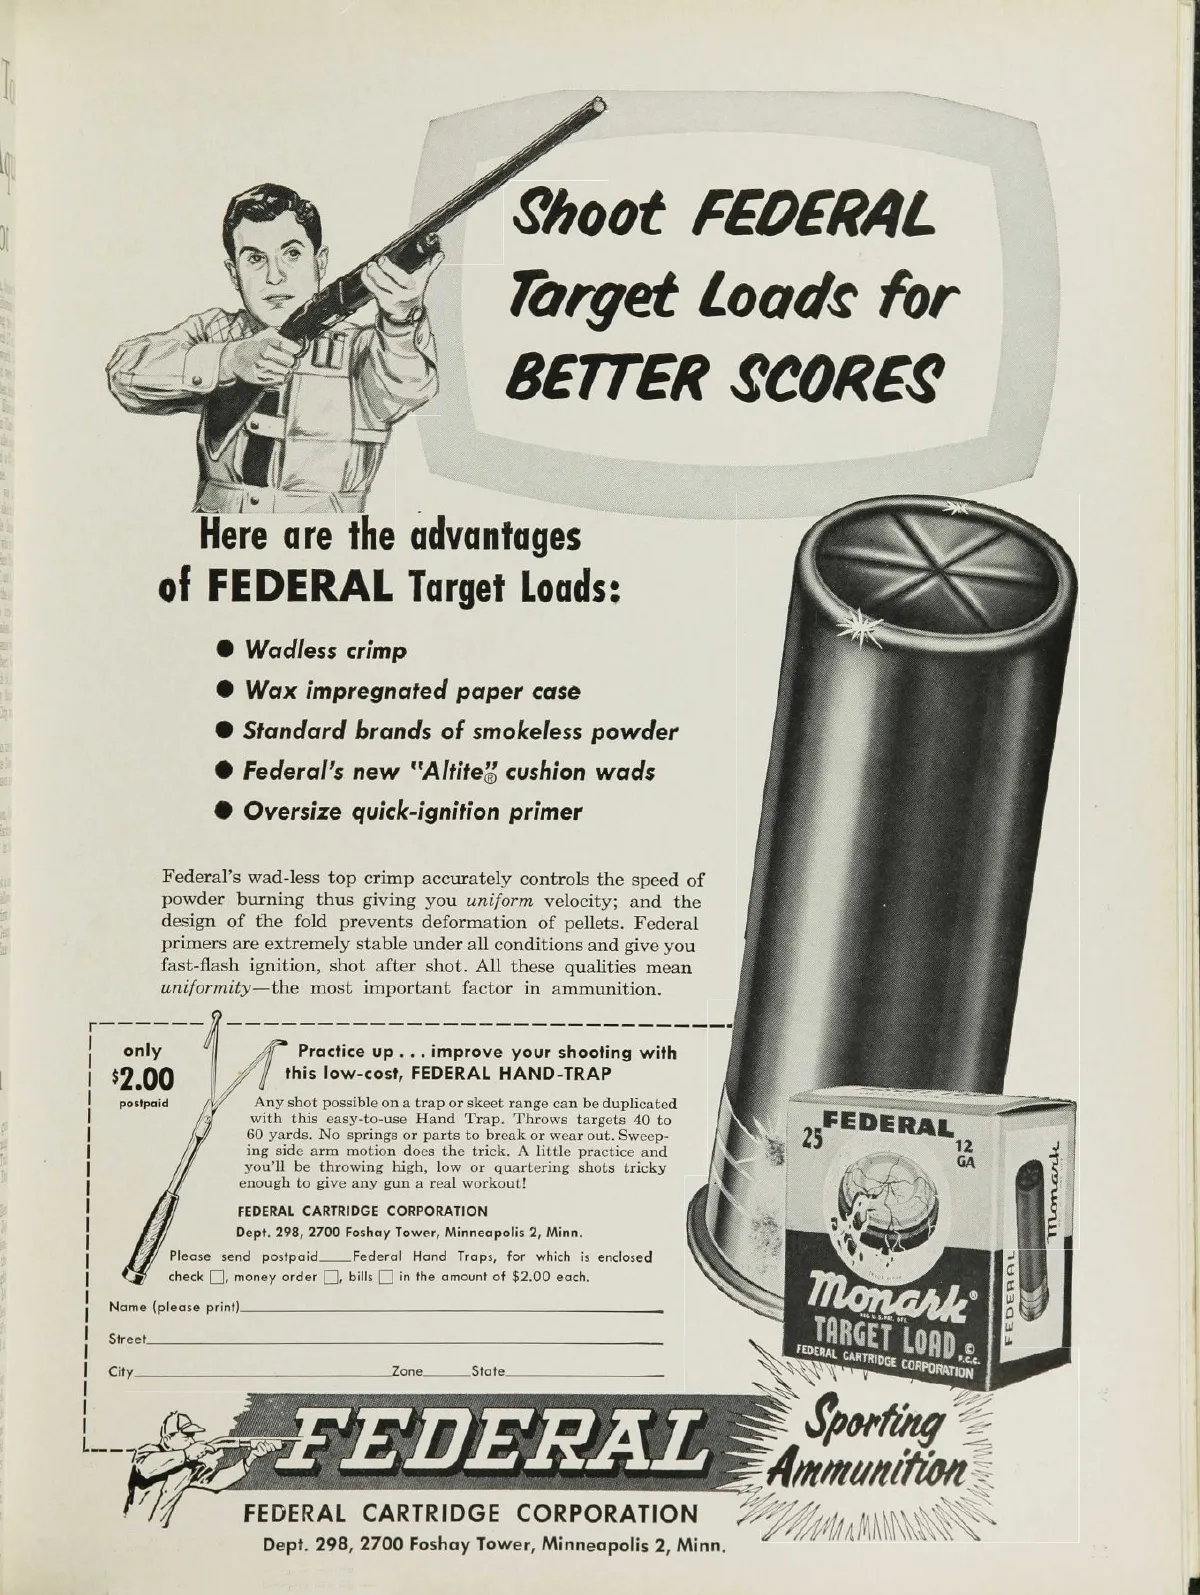 Shoot FEDERAL
Target Loads for
BETTER SCORES
Here are the advantages
of FEDERAL Target Loads:
● Wadless crimp
● Wax impregnated paper case
● Standard brands of smokeless powder
● Federal's new "Altite"® cushion wads
● Oversize quick-ignition primer
Federal's wad-less top crimp accurately controls the speed of
powder burning thus giving you uniform velocity; and the
design of the fold prevents deformation of pellets. Federal
primers are extremely stable under all conditions and give you
fast-flash ignition, shot after shot. All these qualities mean
uniformity—the most important factor in ammunition.
only
$2.00
postpaid
Practice up . . . improve your shooting with
this low-cost, FEDERAL HAND-TRAP
Any shot possible on a trap or skeet range can be duplicated
with this easy-to-use Hand Trap. Throws targets 40 to
60 yards. No springs or parts to break or wear out. Sweep-
ing side arm motion does the trick. A little practice and
you'll be throwing high, low or quartering shots tricky
enough to give any gun a real workout!
FEDERAL CARTRIDGE CORPORATION
Dept. 298, 2700 Foshay Tower, Minneapolis 2, Minn.
Please send postpaid____Federal Hand Traps, for which is enclosed
check □, money order □, bills □ in the amount of $2.00 each.
Name (please print)
Street
City Zone State
FEDERAL
25
12
GA
Monark®
REG. U.S. PAT. OFF.
TARGET LOAD ©
F.C.C.
FEDERAL CARTRIDGE CORPORATION
FEDERAL
Monark
FEDERAL
Sporting
Ammunition
FEDERAL CARTRIDGE CORPORATION
Dept. 298, 2700 Foshay Tower, Minneapolis 2, Minn.